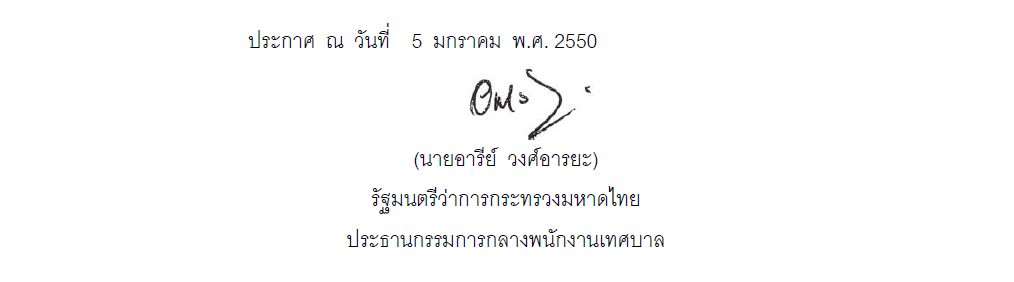 ประกาศ ณ วันที่ 5 มกราคม พ.ศ. 2550
(นายอารีย์ วงศ์อารยะ)
รัฐมนตรีว่าการกระทรวงมหาดไทย
ประธานกรรมการกลางพนักงานเทศบาล